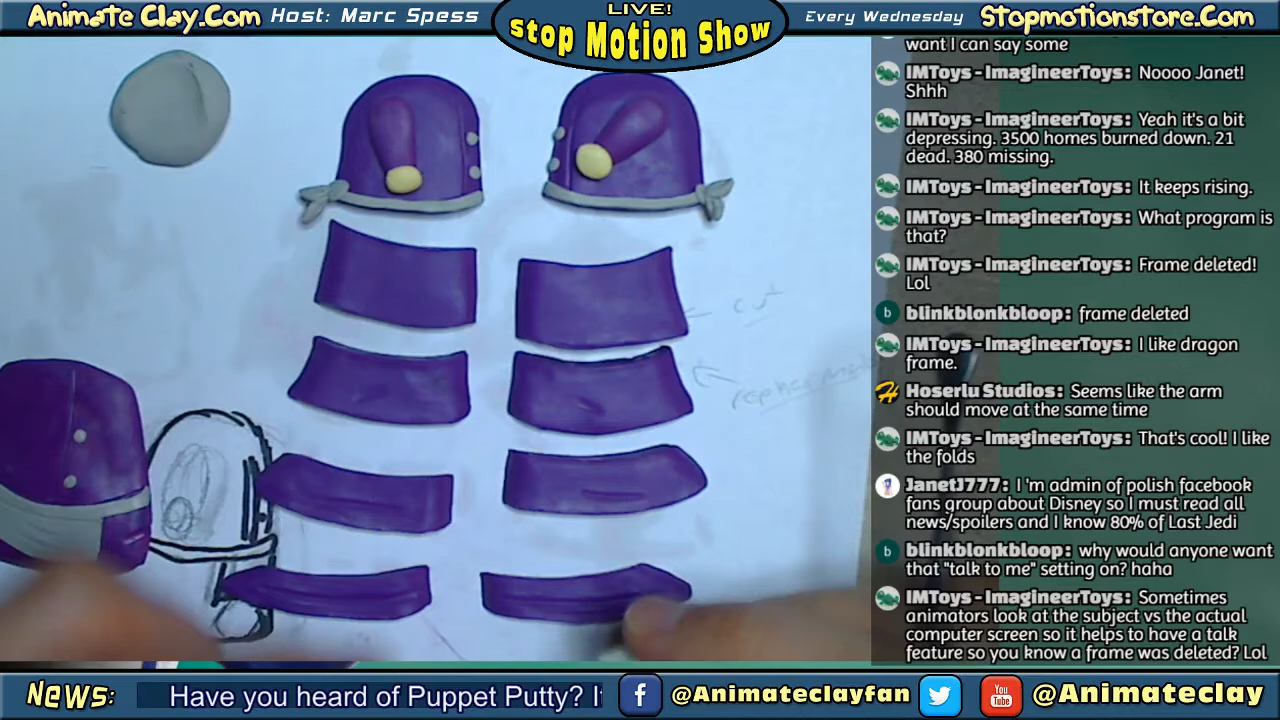 Animate Clay.Com Host: Marc Spess
LIVE!
Stop Motion Show
Every Wednesday Stopmotionstore.Com
want I can say some
IMToys - ImagineerToys: Noooo Janet!
Shhh
IMToys - ImagineerToys: Yeah it's a bit
depressing. 3500 homes burned down. 21
dead. 380 missing.
IMToys - ImagineerToys: It keeps rising.
IMToys - ImagineerToys: What program is
that?
IMToys - ImagineerToys: Frame deleted!
Lol
b blinkblonkbloop: frame deleted
IMToys - ImagineerToys: I like dragon
frame.
H Hoserlu Studios: Seems like the arm
should move at the same time
IMToys - ImagineerToys: That's cool! I like
the folds
JanetJ777: I 'm admin of polish facebook
fans group about Disney so I must read all
news/spoilers and I know 80% of Last Jedi
b blinkblonkbloop: why would anyone want
that "talk to me" setting on? haha
IMToys - ImagineerToys: Sometimes
animators look at the subject vs the actual
computer screen so it helps to have a talk
feature so you know a frame was deleted? Lol
cut
News: Have you heard of Puppet Putty? I
f @Animateclayfan You Tube @Animateclay